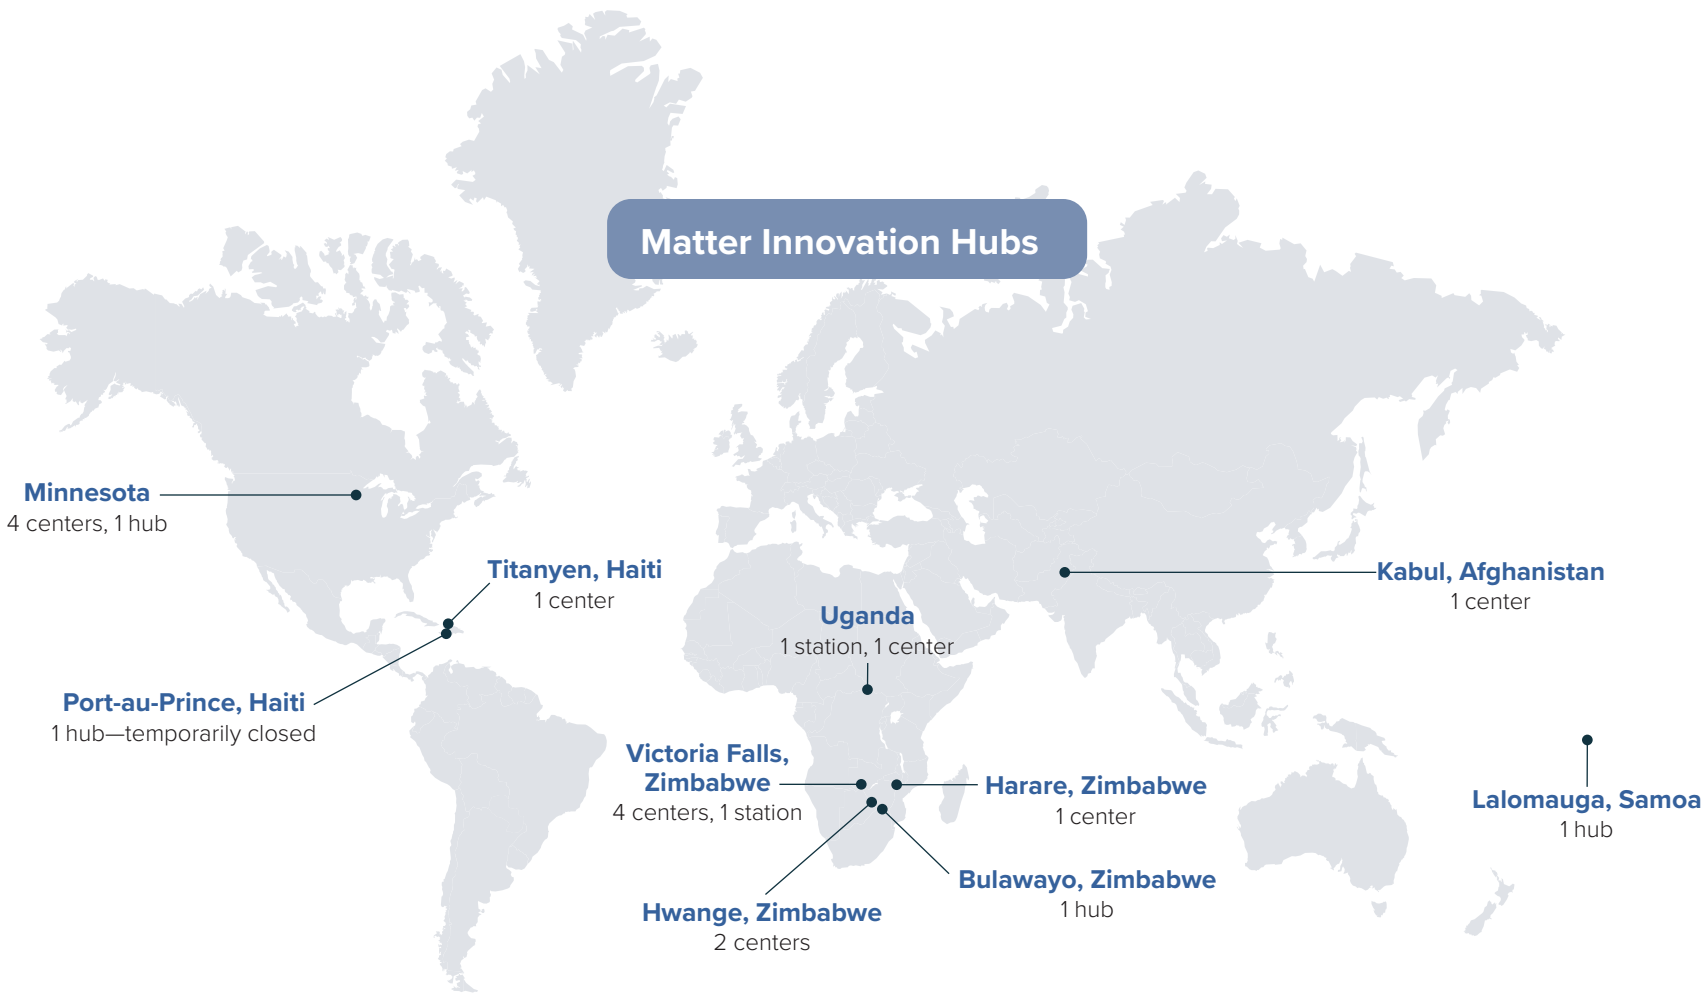 Matter Innovation Hubs
Minnesota
4 centers, 1 hub
Titanyen, Haiti
1 center
Port-au-Prince, Haiti
1 hub—temporarily closed
Uganda
1 station, 1 center
Kabul, Afghanistan
1 center
Victoria Falls,
Zimbabwe
4 centers, 1 station
Harare, Zimbabwe
1 center
Lalomauga, Samoa
1 hub
Bulawayo, Zimbabwe
1 hub
Hwange, Zimbabwe
2 centers